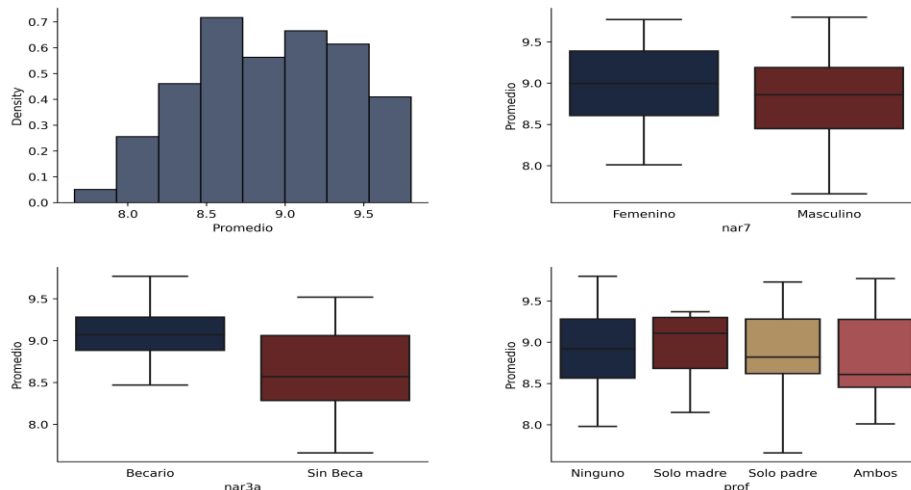 0.7
0.6
0.5
0.4
0.3
0.2
0.1
0.0
Density
8.0 8.5 9.0 9.5
Promedio
9.5
9.0
8.5
8.0
Promedio
Femenino Masculino
nar7
9.5
9.0
8.5
8.0
Promedio
Becario Sin Beca
nar3a
9.5
9.0
8.5
8.0
Promedio
Ninguno Solo madre Solo padre Ambos
prof